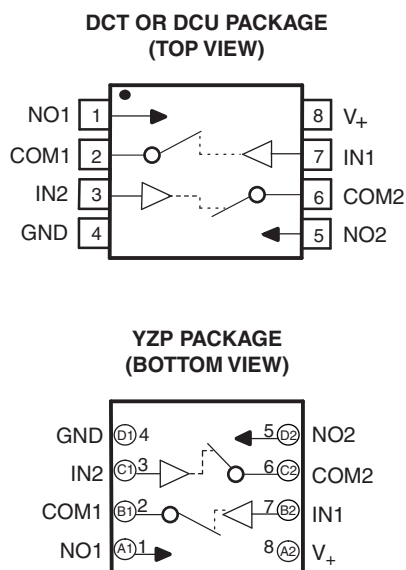 DCT OR DCU PACKAGE
(TOP VIEW)
NO1 1 8 V+
COM1 2 7 IN1
IN2 3 6 COM2
GND 4 5 NO2
YZP PACKAGE
(BOTTOM VIEW)
GND D1 4 5 D2 NO2
IN2 C1 3 6 C2 COM2
COM1 B1 2 7 B2 IN1
NO1 A1 1 8 A2 V+